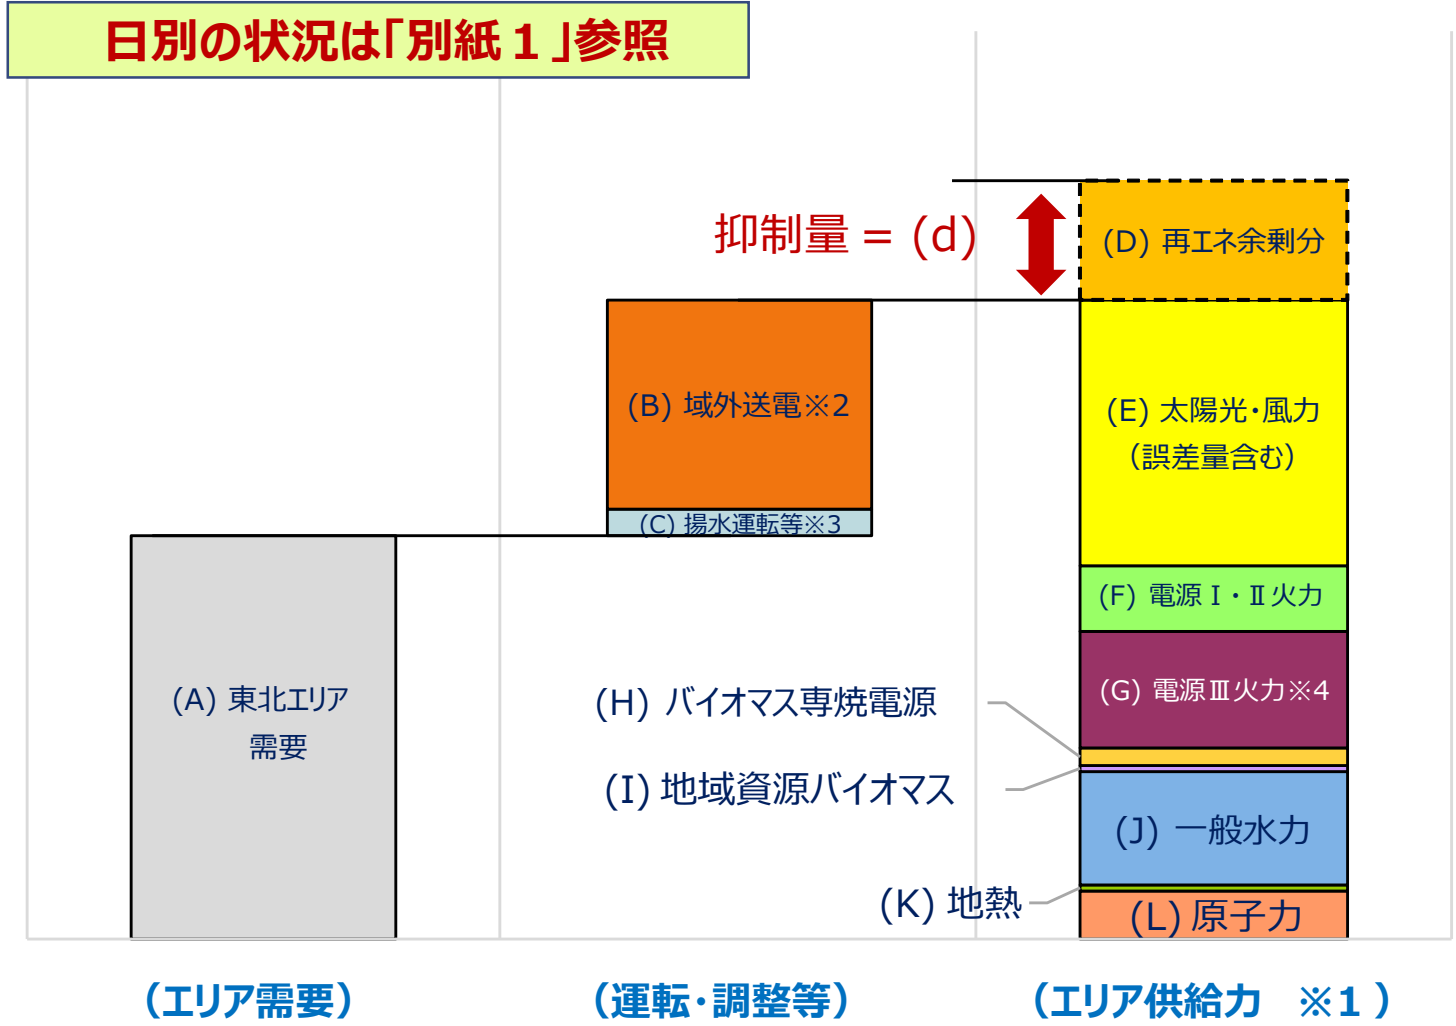 日別の状況は「別紙１」参照
抑制量 = (d)
(D) 再エネ余剰分
(B) 域外送電※2
(C) 揚水運転等※3
(E) 太陽光・風力
（誤差量含む）
(F) 電源Ⅰ・Ⅱ火力
(A) 東北エリア
需要
(G) 電源Ⅲ火力※4
(H) バイオマス専焼電源
(I) 地域資源バイオマス
(J) 一般水力
(K) 地熱
(L) 原子力
（エリア需要）
（運転・調整等）
（エリア供給力　※１）